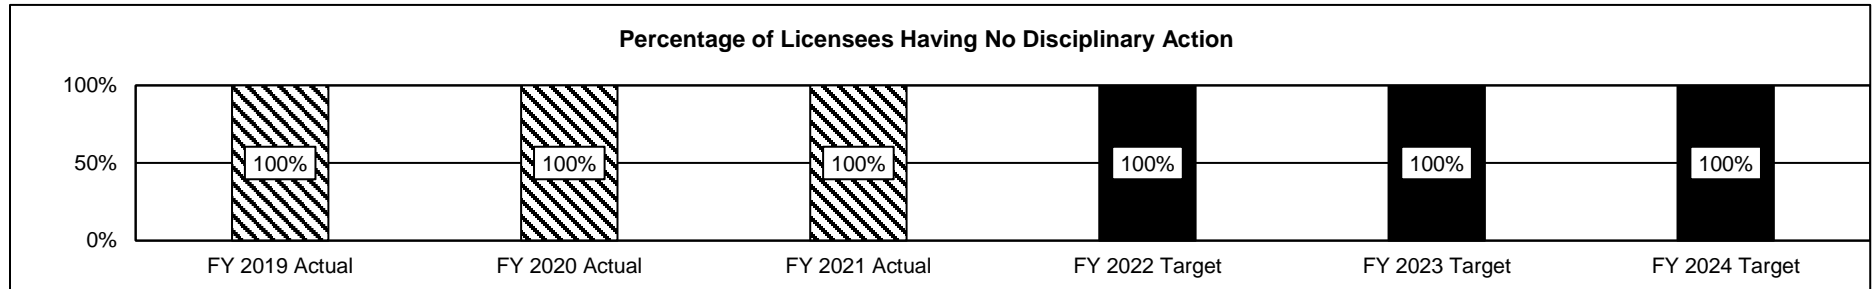 Percentage of Licensees Having No Disciplinary Action
100%
50%
0%
100% 100% 100% 100% 100% 100%
FY 2019 Actual FY 2020 Actual FY 2021 Actual FY 2022 Target FY 2023 Target FY 2024 Target